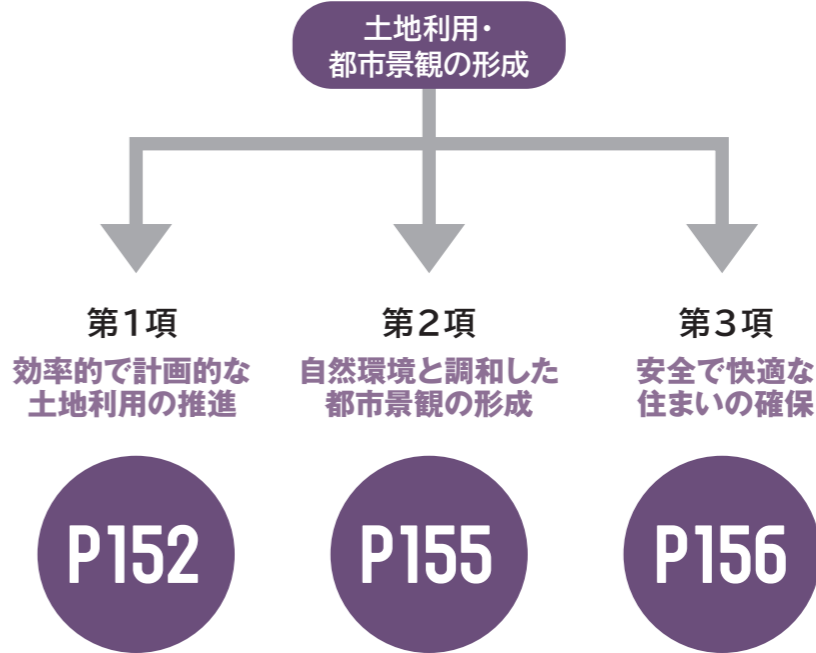 土地利用・
都市景観の形成
第1項
効率的で計画的な
土地利用の推進
P152
第2項
自然環境と調和した
都市景観の形成
P155
第3項
安全で快適な
住まいの確保
P156